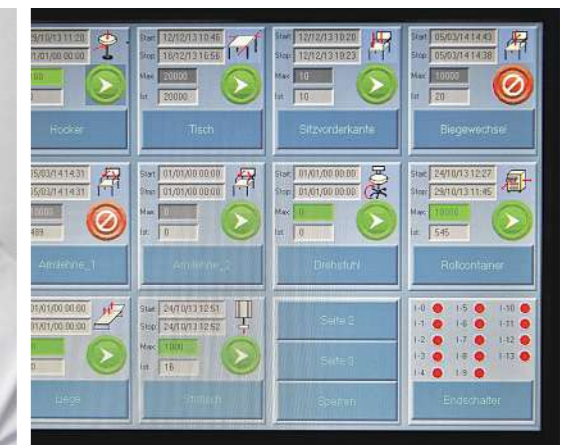 29/10/13 11:20
01/01/00 00:00
Hocker
Start 12/12/13 10:46
Stop 18/12/13 16:56
Max 20000
Ist 20000
Tisch
Start 12/12/13 10:20
Stop 12/12/13 10:23
Max 10
Ist 10
Sitzvorderkante
Start 05/03/14 14:43
Stop 05/03/14 14:38
Max 10000
Ist 20
Biegewechsel
05/03/14 14:31
05/03/14 14:31
10000
489
Armlehne_1
Start 01/01/00 00:00
Stop 01/01/00 00:00
Max 0
Ist 0
Armlehne_2
Start 01/01/00 00:00
Stop 01/01/00 00:00
Max 0
Ist 0
Drehstuhl
Start 24/10/13 12:27
Stop 29/10/13 11:45
Max 10000
Ist 545
Rollcontainer
01/01/00 00:00
01/01/00 00:00
0
0
Liege
Start 24/10/13 12:51
Stop 24/10/13 12:52
Max 1000
Ist 16
Seite 2
Seite 3
Sperren
I-0 I-5 I-10
I-1 I-6 I-11
I-2 I-7 I-12
I-3 I-8 I-13
I-4 I-9
Endschalter